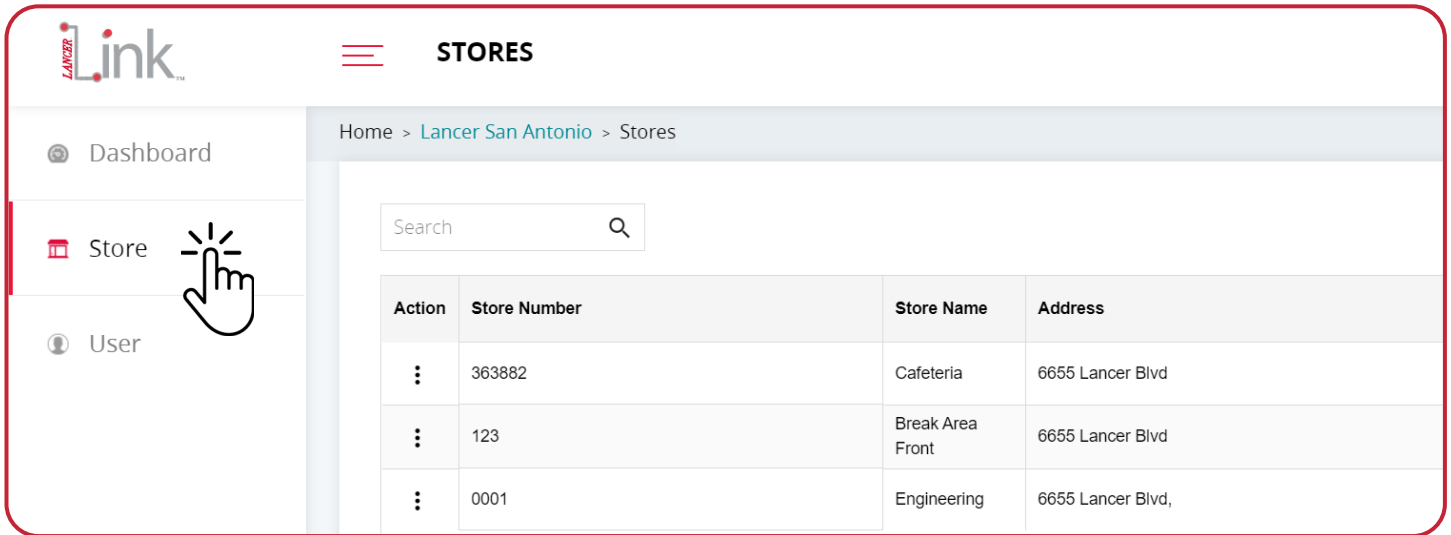 LANCER Link™
STORES
Home > Lancer San Antonio > Stores
Dashboard
Store
User
Search
Action Store Number Store Name Address
363882 Cafeteria 6655 Lancer Blvd
123 Break Area Front 6655 Lancer Blvd
0001 Engineering 6655 Lancer Blvd,